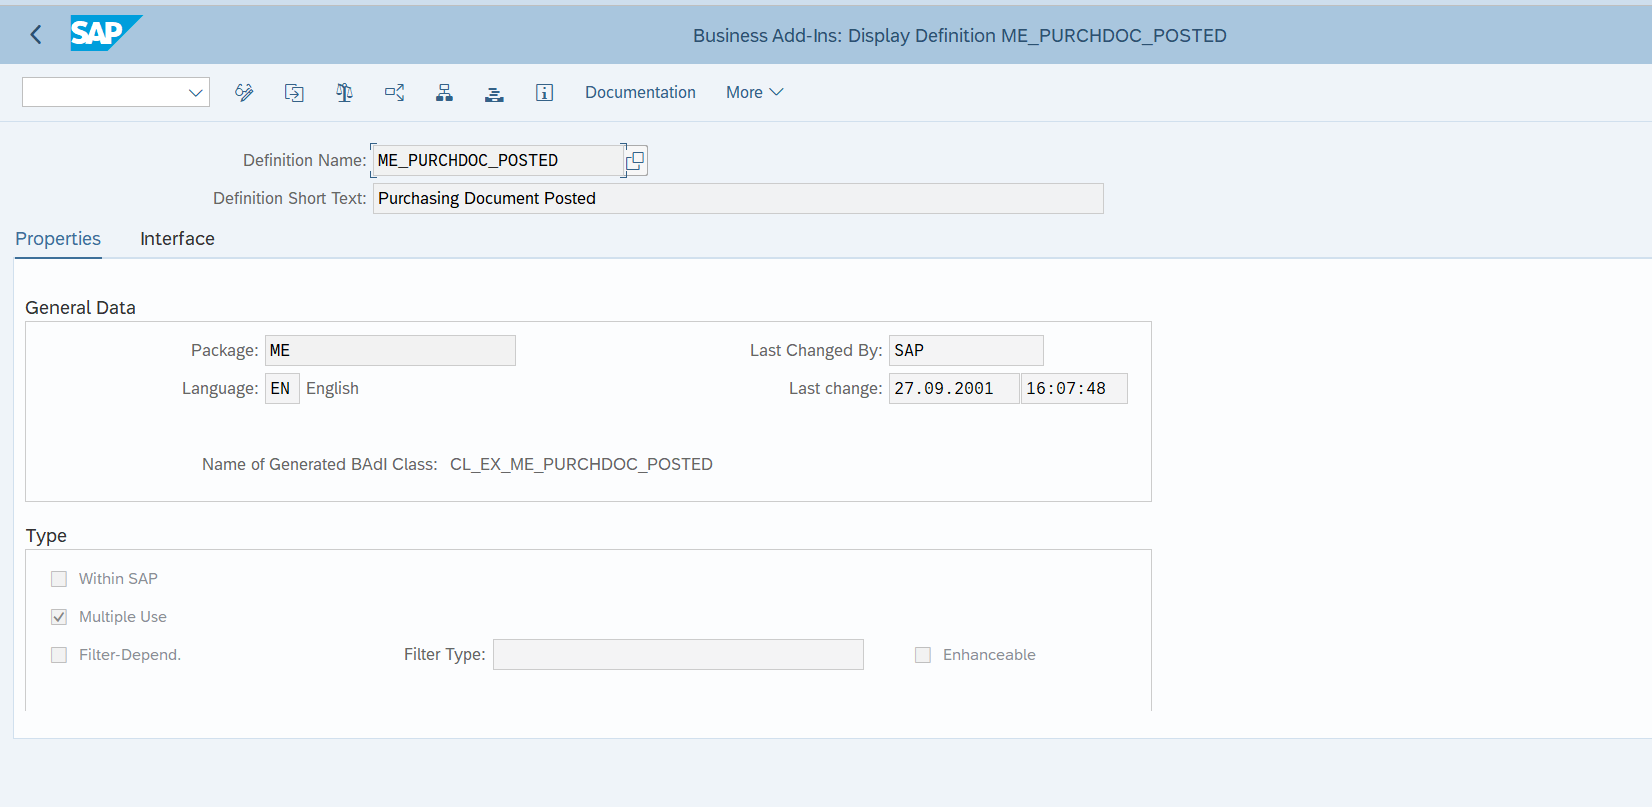 SAP
Business Add-Ins: Display Definition ME_PURCHDOC_POSTED
Documentation More
Definition Name: ME_PURCHDOC_POSTED
Definition Short Text: Purchasing Document Posted
Properties Interface
General Data
Package: ME Last Changed By: SAP
Language: EN English Last change: 27.09.2001 16:07:48
Name of Generated BAdI Class: CL_EX_ME_PURCHDOC_POSTED
Type
Within SAP
Multiple Use
Filter-Depend. Filter Type: Enhanceable